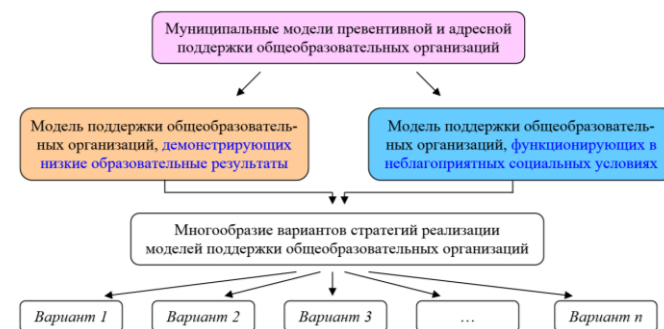 Муниципальные модели превентивной и адресной
поддержки общеобразовательных организаций
Модель поддержки общеобразователь-
ных организаций, демонстрирующих
низкие образовательные результаты
Модель поддержки общеобразователь-
ных организаций, функционирующих в
неблагоприятных социальных условиях
Многообразие вариантов стратегий реализации
моделей поддержки общеобразовательных организаций
Вариант 1
Вариант 2
Вариант 3
…
Вариант n